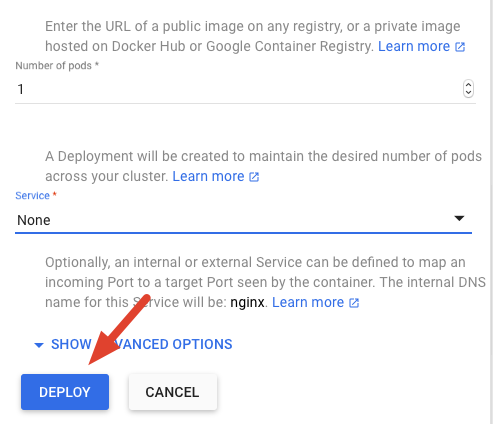 Enter the URL of a public image on any registry, or a private image
hosted on Docker Hub or Google Container Registry. Learn more
Number of pods *
1
A Deployment will be created to maintain the desired number of pods
across your cluster. Learn more
Service *
None
Optionally, an internal or external Service can be defined to map an
incoming Port to a target Port seen by the container. The internal DNS
name for this Service will be: nginx. Learn more
SHOW ADVANCED OPTIONS
DEPLOY
CANCEL